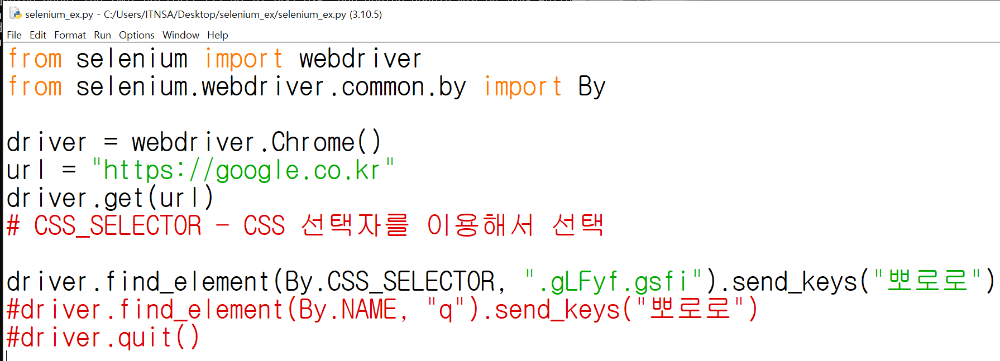 selenium_ex.py - C:/Users/ITNSA/Desktop/selenium_ex/selenium_ex.py (3.10.5)
File Edit Format Run Options Window Help
from selenium import webdriver
from selenium.webdriver.common.by import By
driver = webdriver.Chrome()
url = "https://google.co.kr"
driver.get(url)
# CSS_SELECTOR - CSS 선택자를 이용해서 선택
driver.find_element(By.CSS_SELECTOR, ".gLFyf.gsfi").send_keys("뽀로로")
#driver.find_element(By.NAME, "q").send_keys("뽀로로")
#driver.quit()